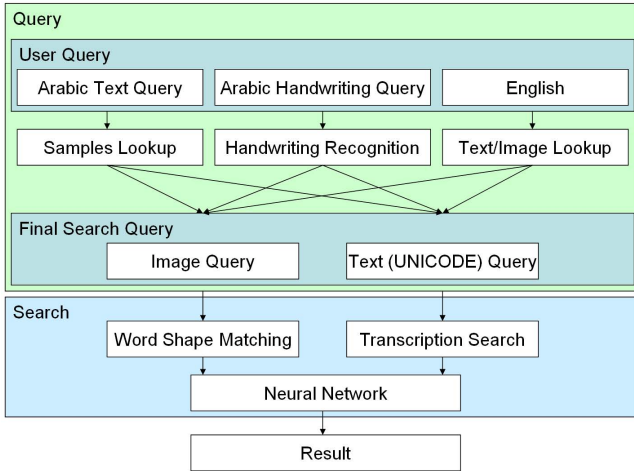 Query
User Query
Arabic Text Query
Arabic Handwriting Query
English
Samples Lookup
Handwriting Recognition
Text/Image Lookup
Final Search Query
Image Query
Text (UNICODE) Query
Search
Word Shape Matching
Transcription Search
Neural Network
Result